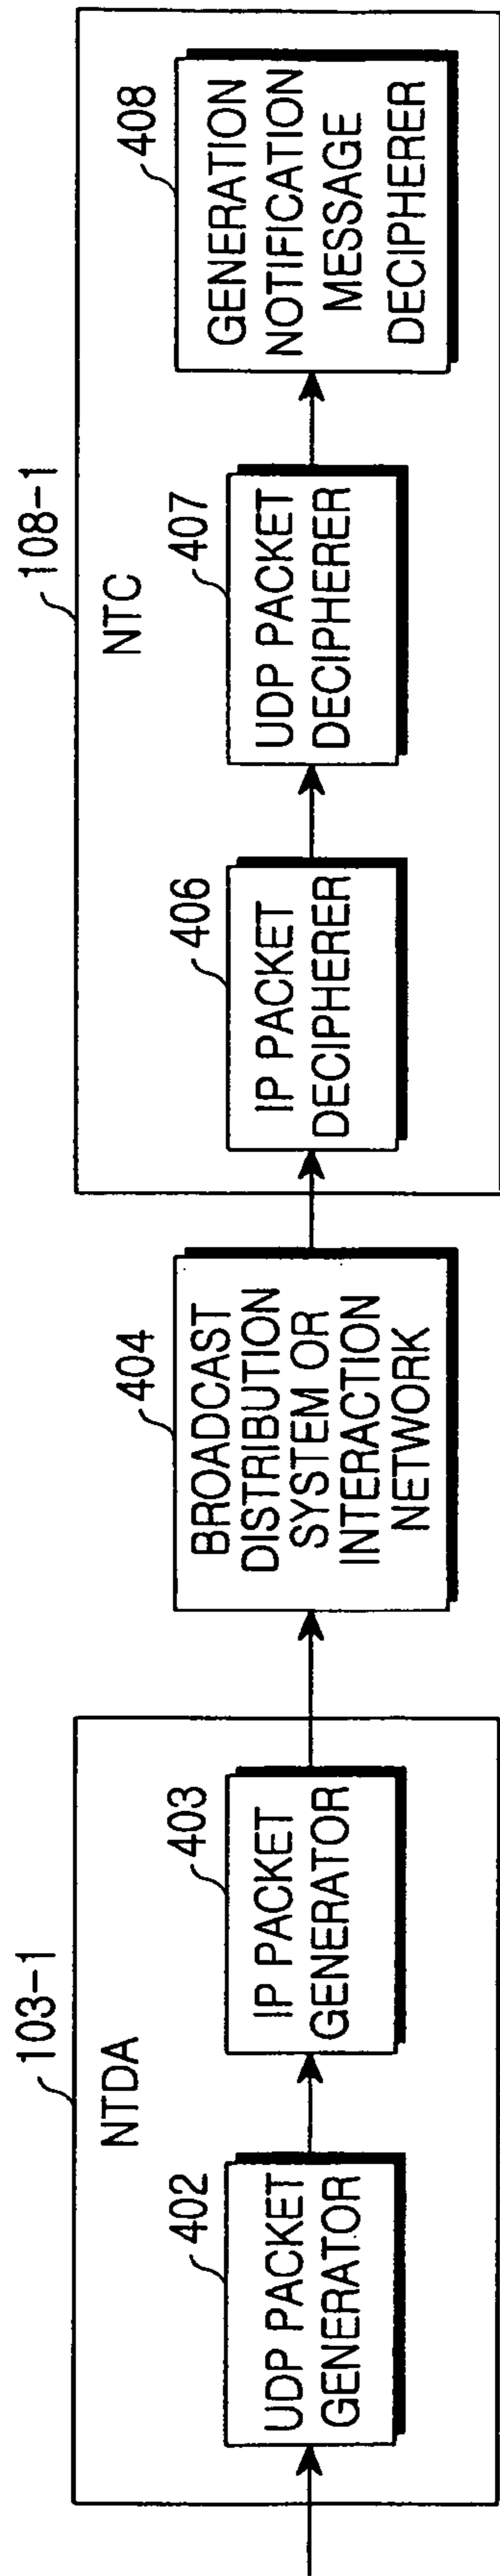 103-1
NTDA
402
UDP PACKET
GENERATOR
403
IP PACKET
GENERATOR
404
BROADCAST
DISTRIBUTION
SYSTEM OR
INTERACTION
NETWORK
108-1
NTC
406
IP PACKET
DECIPHERER
407
UDP PACKET
DECIPHERER
408
GENERATION
NOTIFICATION
MESSAGE
DECIPHERER